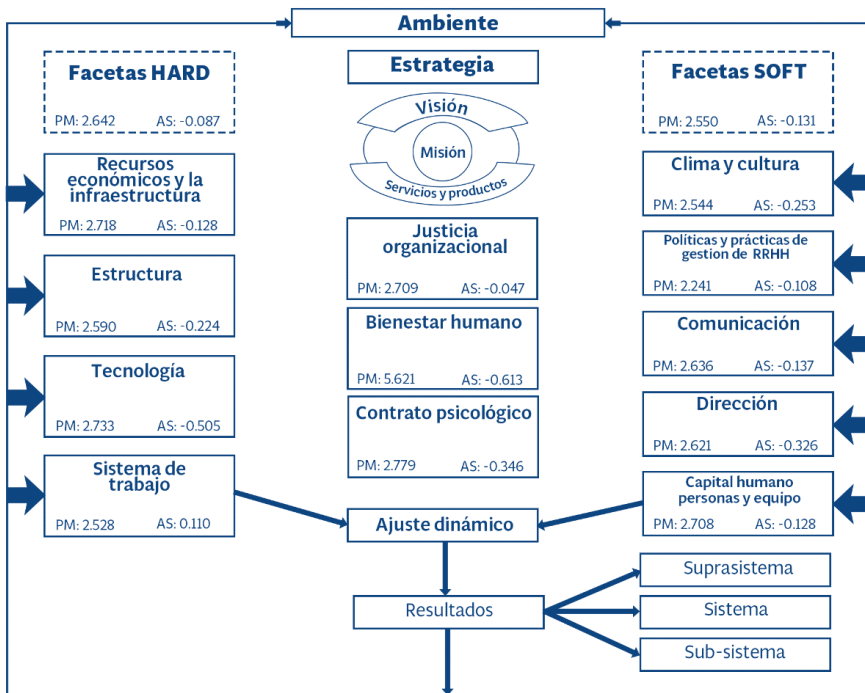 Ambiente
Facetas HARD
PM: 2.642 AS: -0.087
Recursos
económicos y la
infraestructura
PM: 2.718 AS: -0.128
Estructura
PM: 2.590 AS: -0.224
Tecnología
PM: 2.733 AS: -0.505
Sistema de
trabajo
PM: 2.528 AS: 0.110
Estrategia
Visión
Misión
Servicios y productos
Justicia
organizacional
PM: 2.709 AS: -0.047
Bienestar humano
PM: 5.621 AS: -0.613
Contrato psicológico
PM: 2.779 AS: -0.346
Ajuste dinámico
Resultados
Facetas SOFT
PM: 2.550 AS: -0.131
Clima y cultura
PM: 2.544 AS: -0.253
Políticas y prácticas de
gestion de RRHH
PM: 2.241 AS: -0.108
Comunicación
PM: 2.636 AS: -0.137
Dirección
PM: 2.621 AS: -0.326
Capital humano
personas y equipo
PM: 2.708 AS: -0.128
Suprasistema
Sistema
Sub-sistema